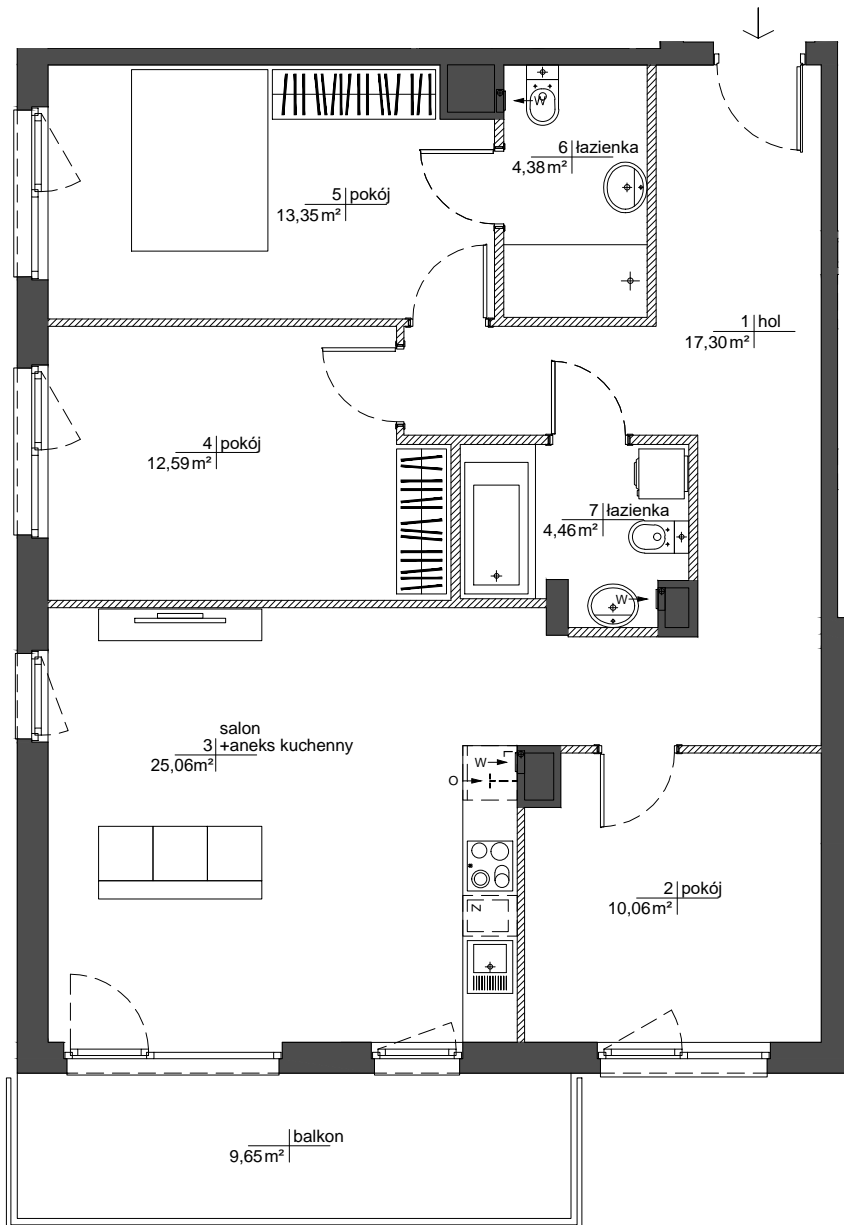 W
6 łazienka
4,38 m²
5 pokój
13,35 m²
1 hol
17,30 m²
4 pokój
12,59 m²
7 łazienka
4,46 m²
W
salon
3 +aneks kuchenny
25,06 m²
W
O
Z
2 pokój
10,06 m²
balkon
9,65 m²